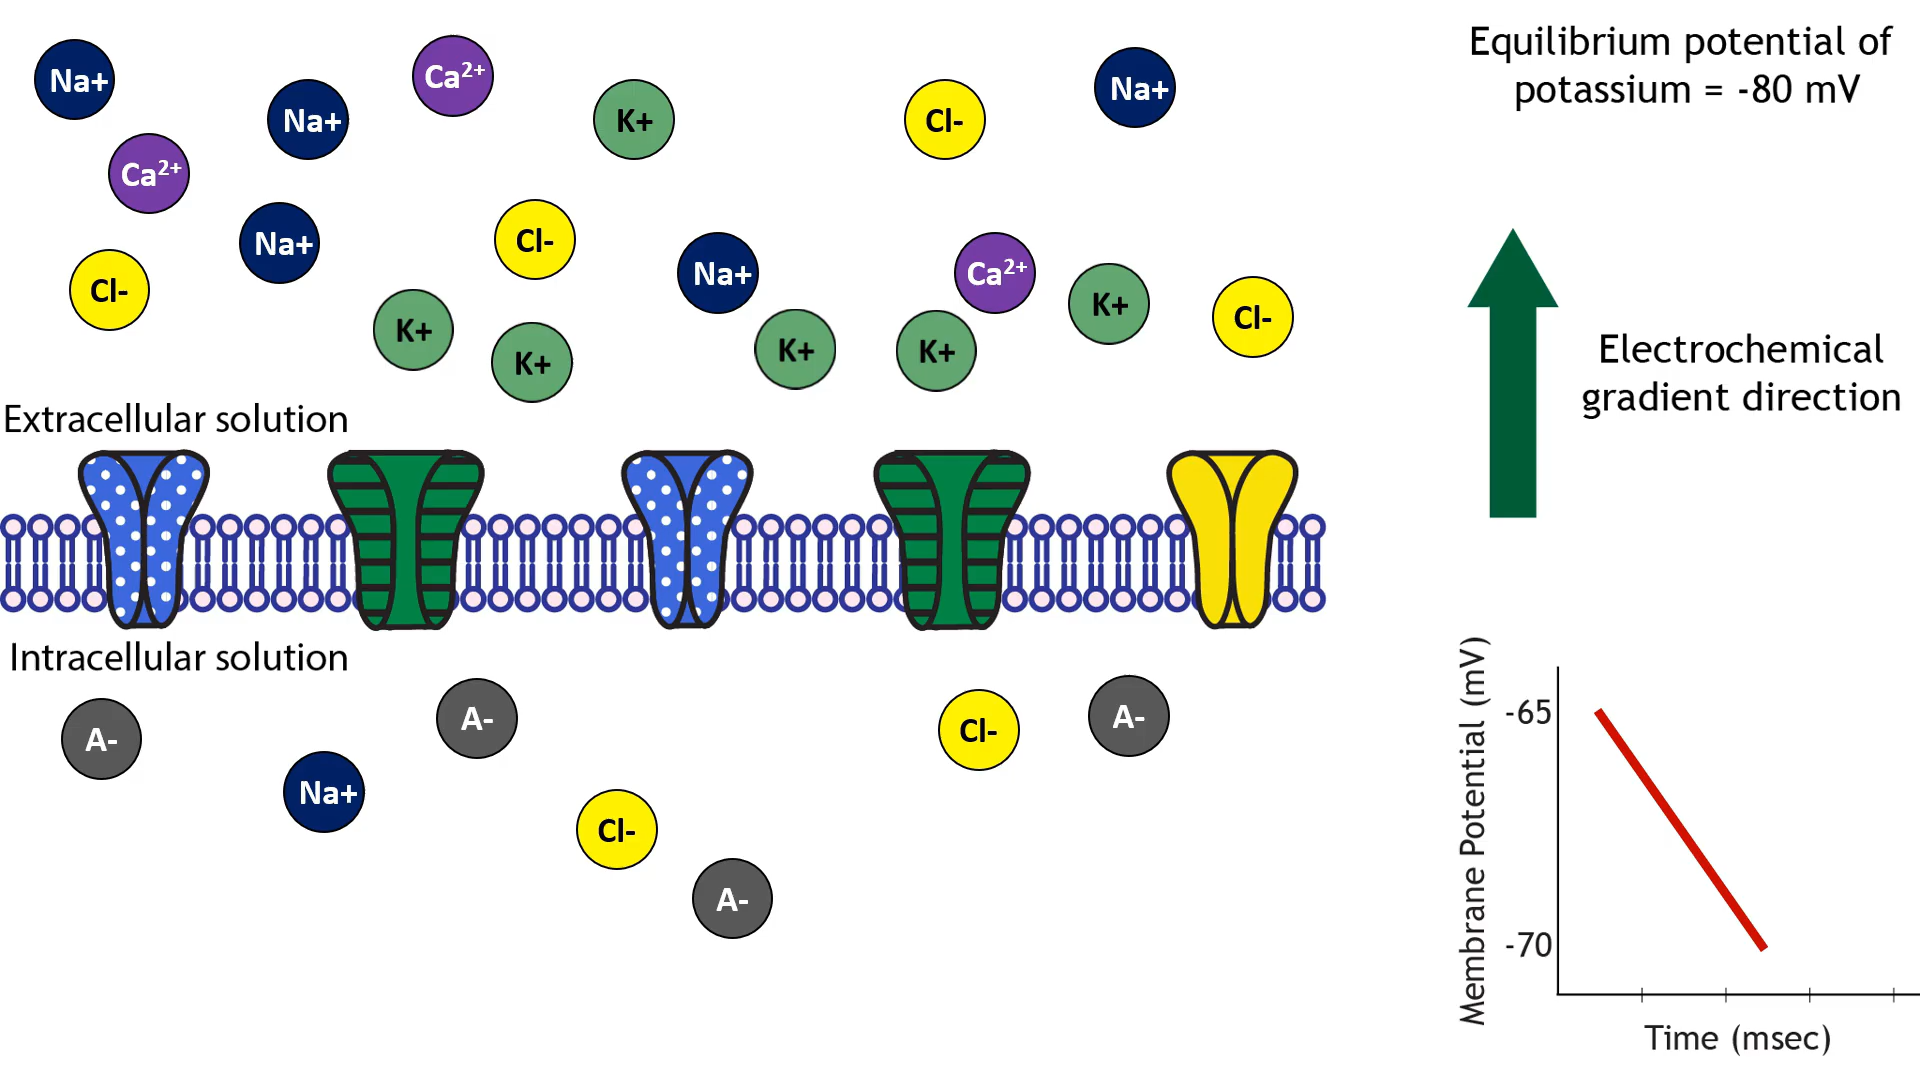 Equilibrium potential of
potassium = -80 mV
Na+
Ca²⁺
Na+
Na+
K+
Cl-
Ca²⁺
Na+
Cl-
Na+
Ca²⁺
Cl-
K+
Cl-
K+
K+
K+
K+
Electrochemical
gradient direction
Extracellular solution
Intracellular solution
A-
A-
Cl-
A-
Na+
Cl-
A-
Membrane Potential (mV)
-65
-70
Time (msec)